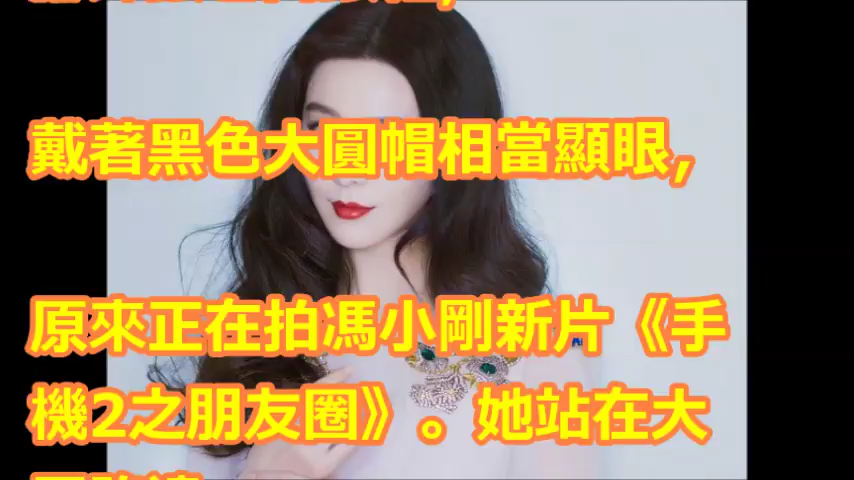 戴著黑色大圓帽相當顯眼，
原來正在拍馮小剛新片《手
機2之朋友圈》。她站在大